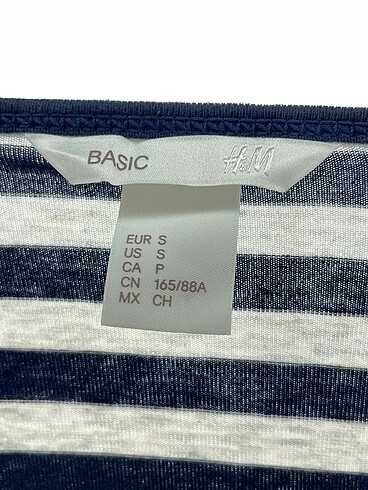 BASIC H&M
EUR S
US S
CA P
CN 165/88A
MX CH